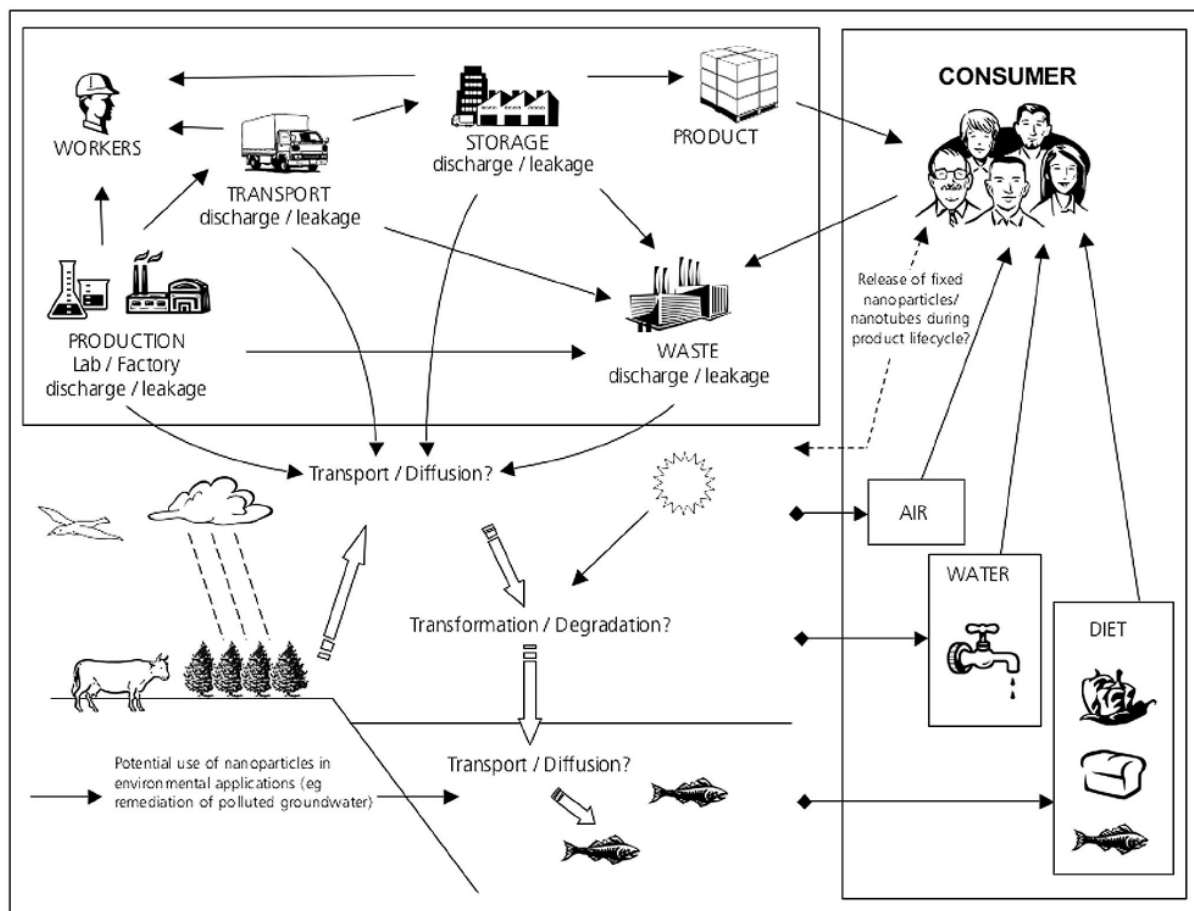 WORKERS
TRANSPORT
discharge / leakage
STORAGE
discharge / leakage
PRODUCT
PRODUCTION
Lab / Factory
discharge / leakage
WASTE
discharge / leakage
CONSUMER
Release of fixed
nanoparticles/
nanotubes during
product lifecycle?
Transport / Diffusion?
AIR
Transformation / Degradation?
WATER
DIET
Potential use of nanoparticles in
environmental applications (eg
remediation of polluted groundwater)
Transport / Diffusion?